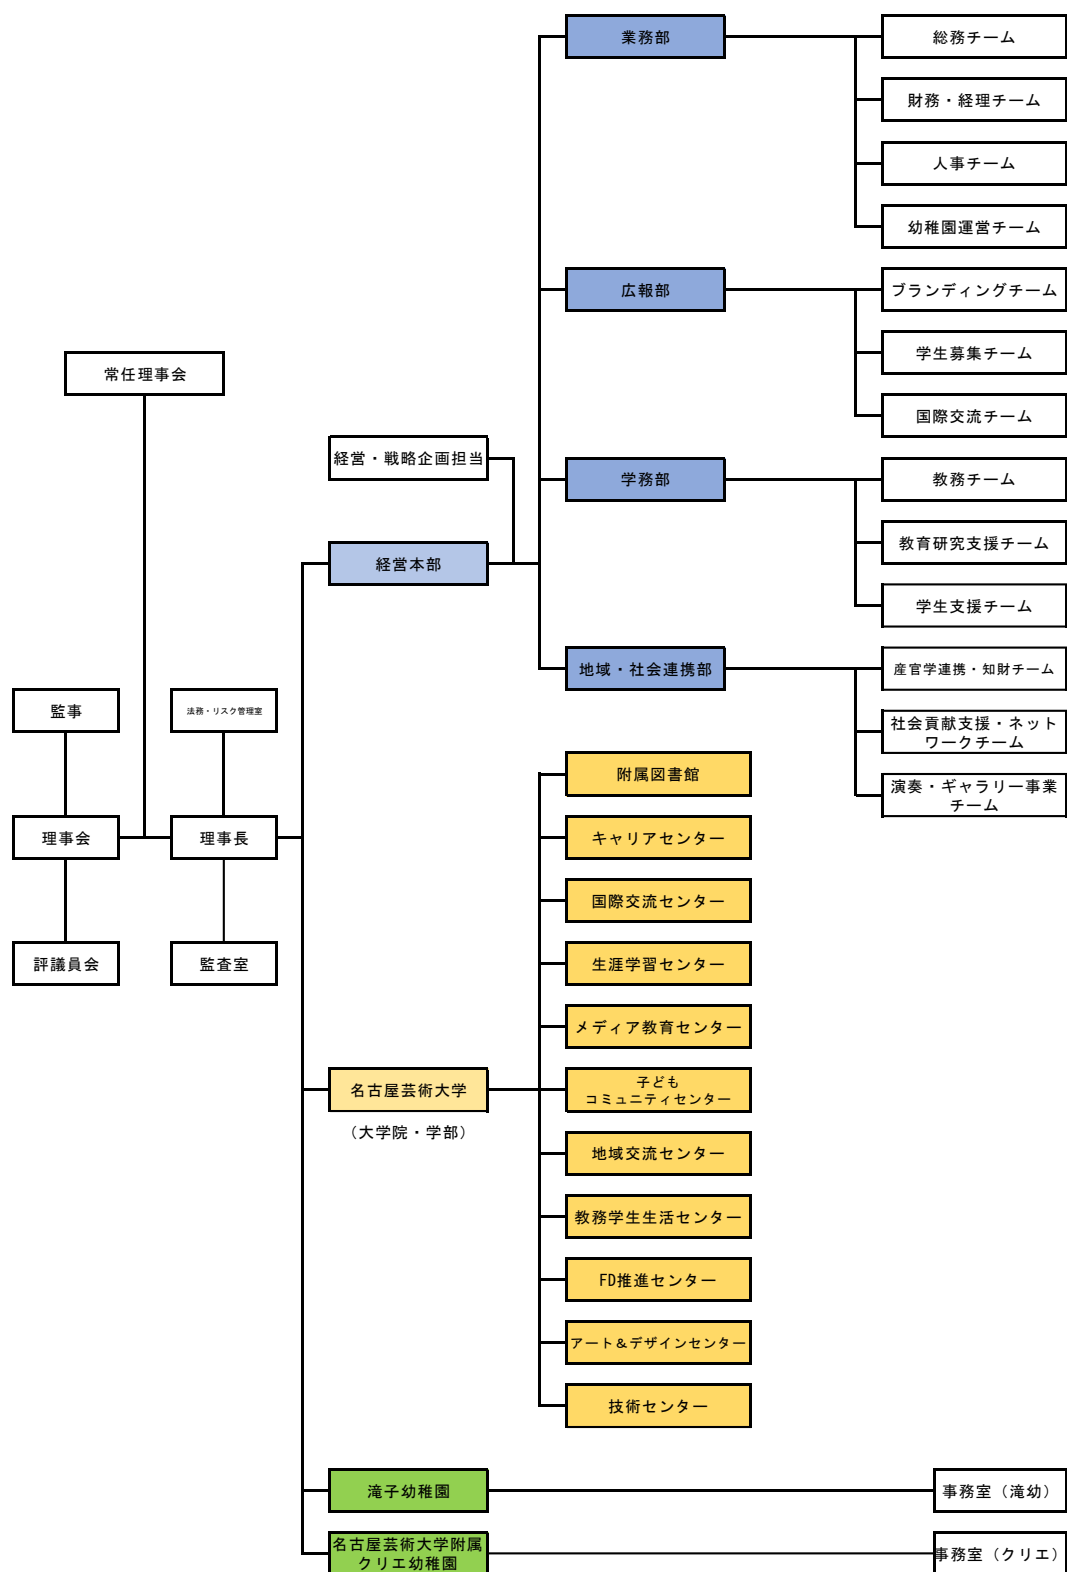 業務部
総務チーム
財務・経理チーム
人事チーム
幼稚園運営チーム
広報部
ブランディングチーム
学生募集チーム
国際交流チーム
常任理事会
経営・戦略企画担当
学務部
教務チーム
教育研究支援チーム
学生支援チーム
経営本部
地域・社会連携部
産官学連携・知財チーム
社会貢献支援・ネット
ワークチーム
演奏・ギャラリー事業
チーム
監事
法務・リスク管理室
理事会
理事長
評議員会
監査室
附属図書館
キャリアセンター
国際交流センター
生涯学習センター
メディア教育センター
名古屋芸術大学
（大学院・学部）
子ども
コミュニティセンター
地域交流センター
教務学生生活センター
FD推進センター
アート＆デザインセンター
技術センター
滝子幼稚園
事務室（滝幼）
名古屋芸術大学附属
クリエ幼稚園
事務室（クリエ）